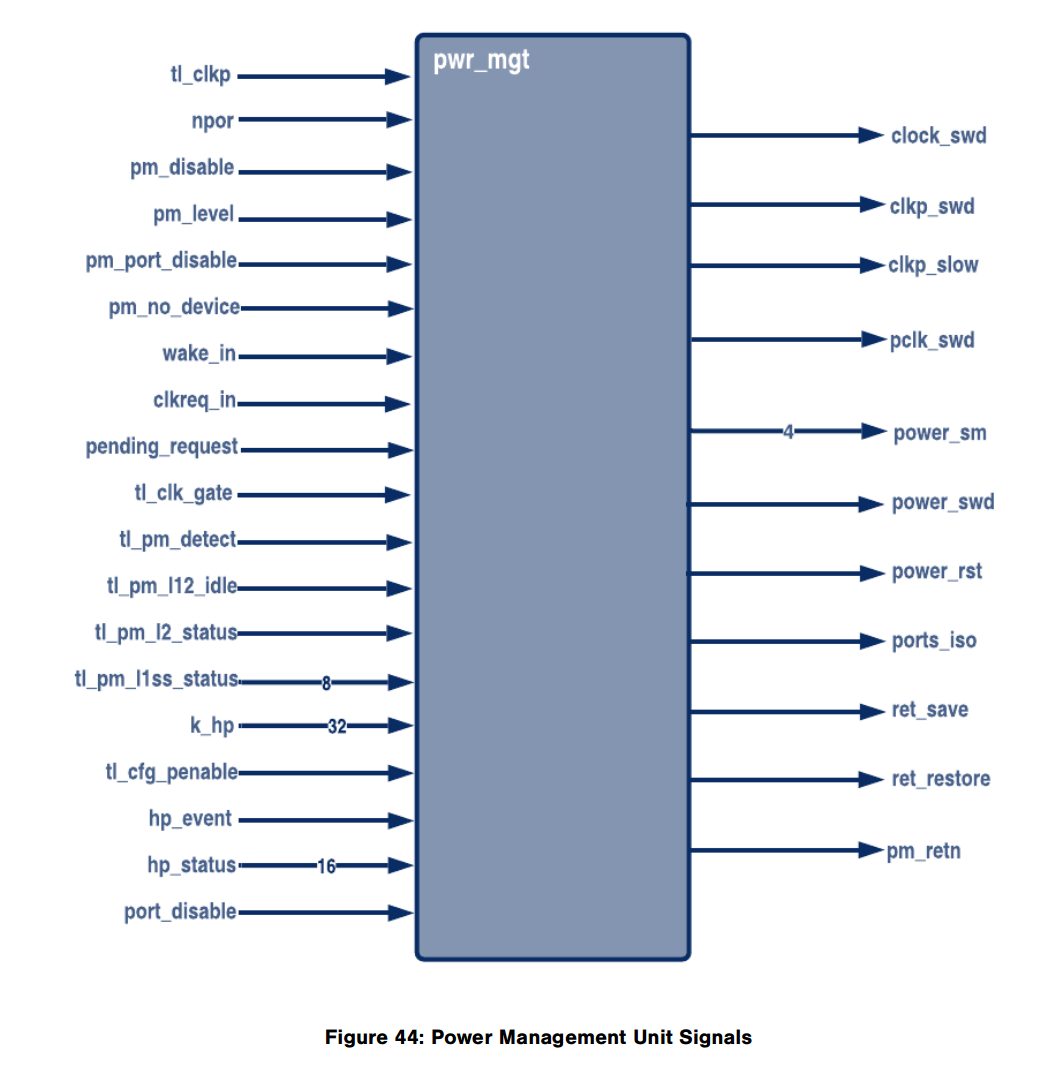 pwr_mgt
tl_clkp
npor
pm_disable
pm_level
pm_port_disable
pm_no_device
wake_in
clkreq_in
pending_request
tl_clk_gate
tl_pm_detect
tl_pm_l12_idle
tl_pm_l2_status
tl_pm_l1ss_status 8
k_hp 32
tl_cfg_penable
hp_event
hp_status 16
port_disable
clock_swd
clkp_swd
clkp_slow
pclk_swd
4 power_sm
power_swd
power_rst
ports_iso
ret_save
ret_restore
pm_retn
Figure 44: Power Management Unit Signals